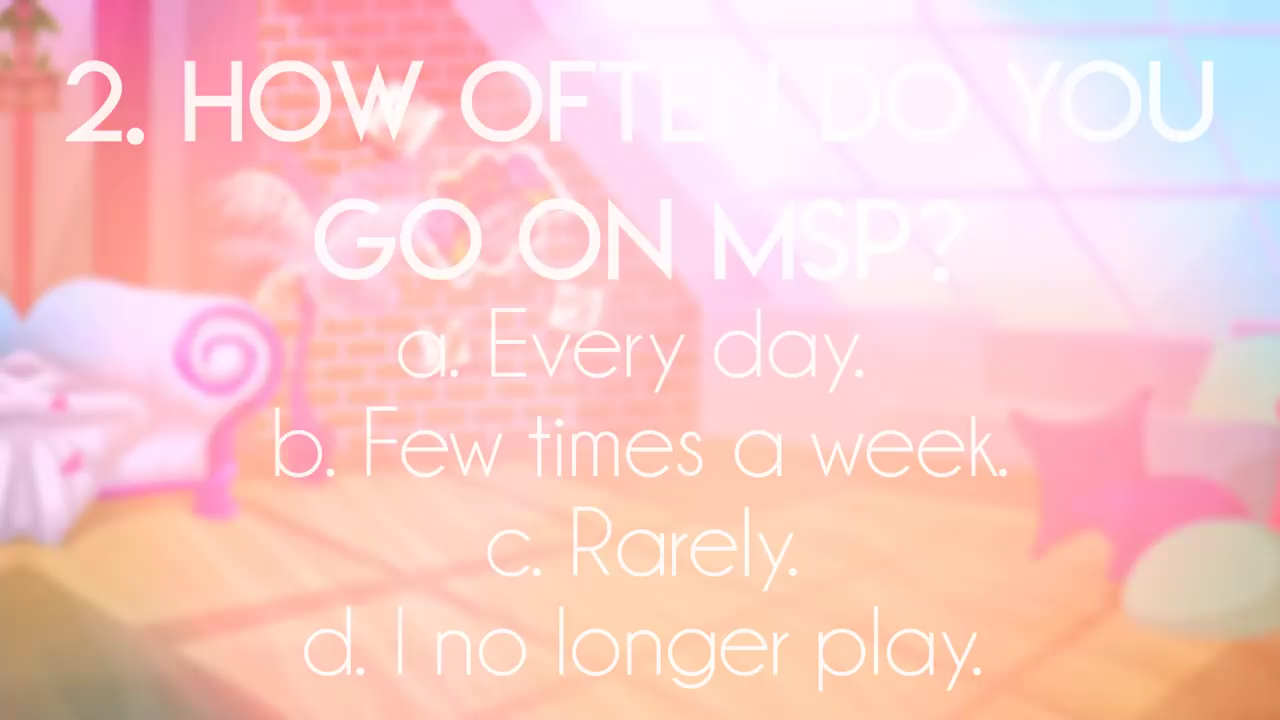 2. HOW OFTEN DO YOU
GO ON MSP?
a. Every day.
b. Few times a week.
c. Rarely.
d. I no longer play.